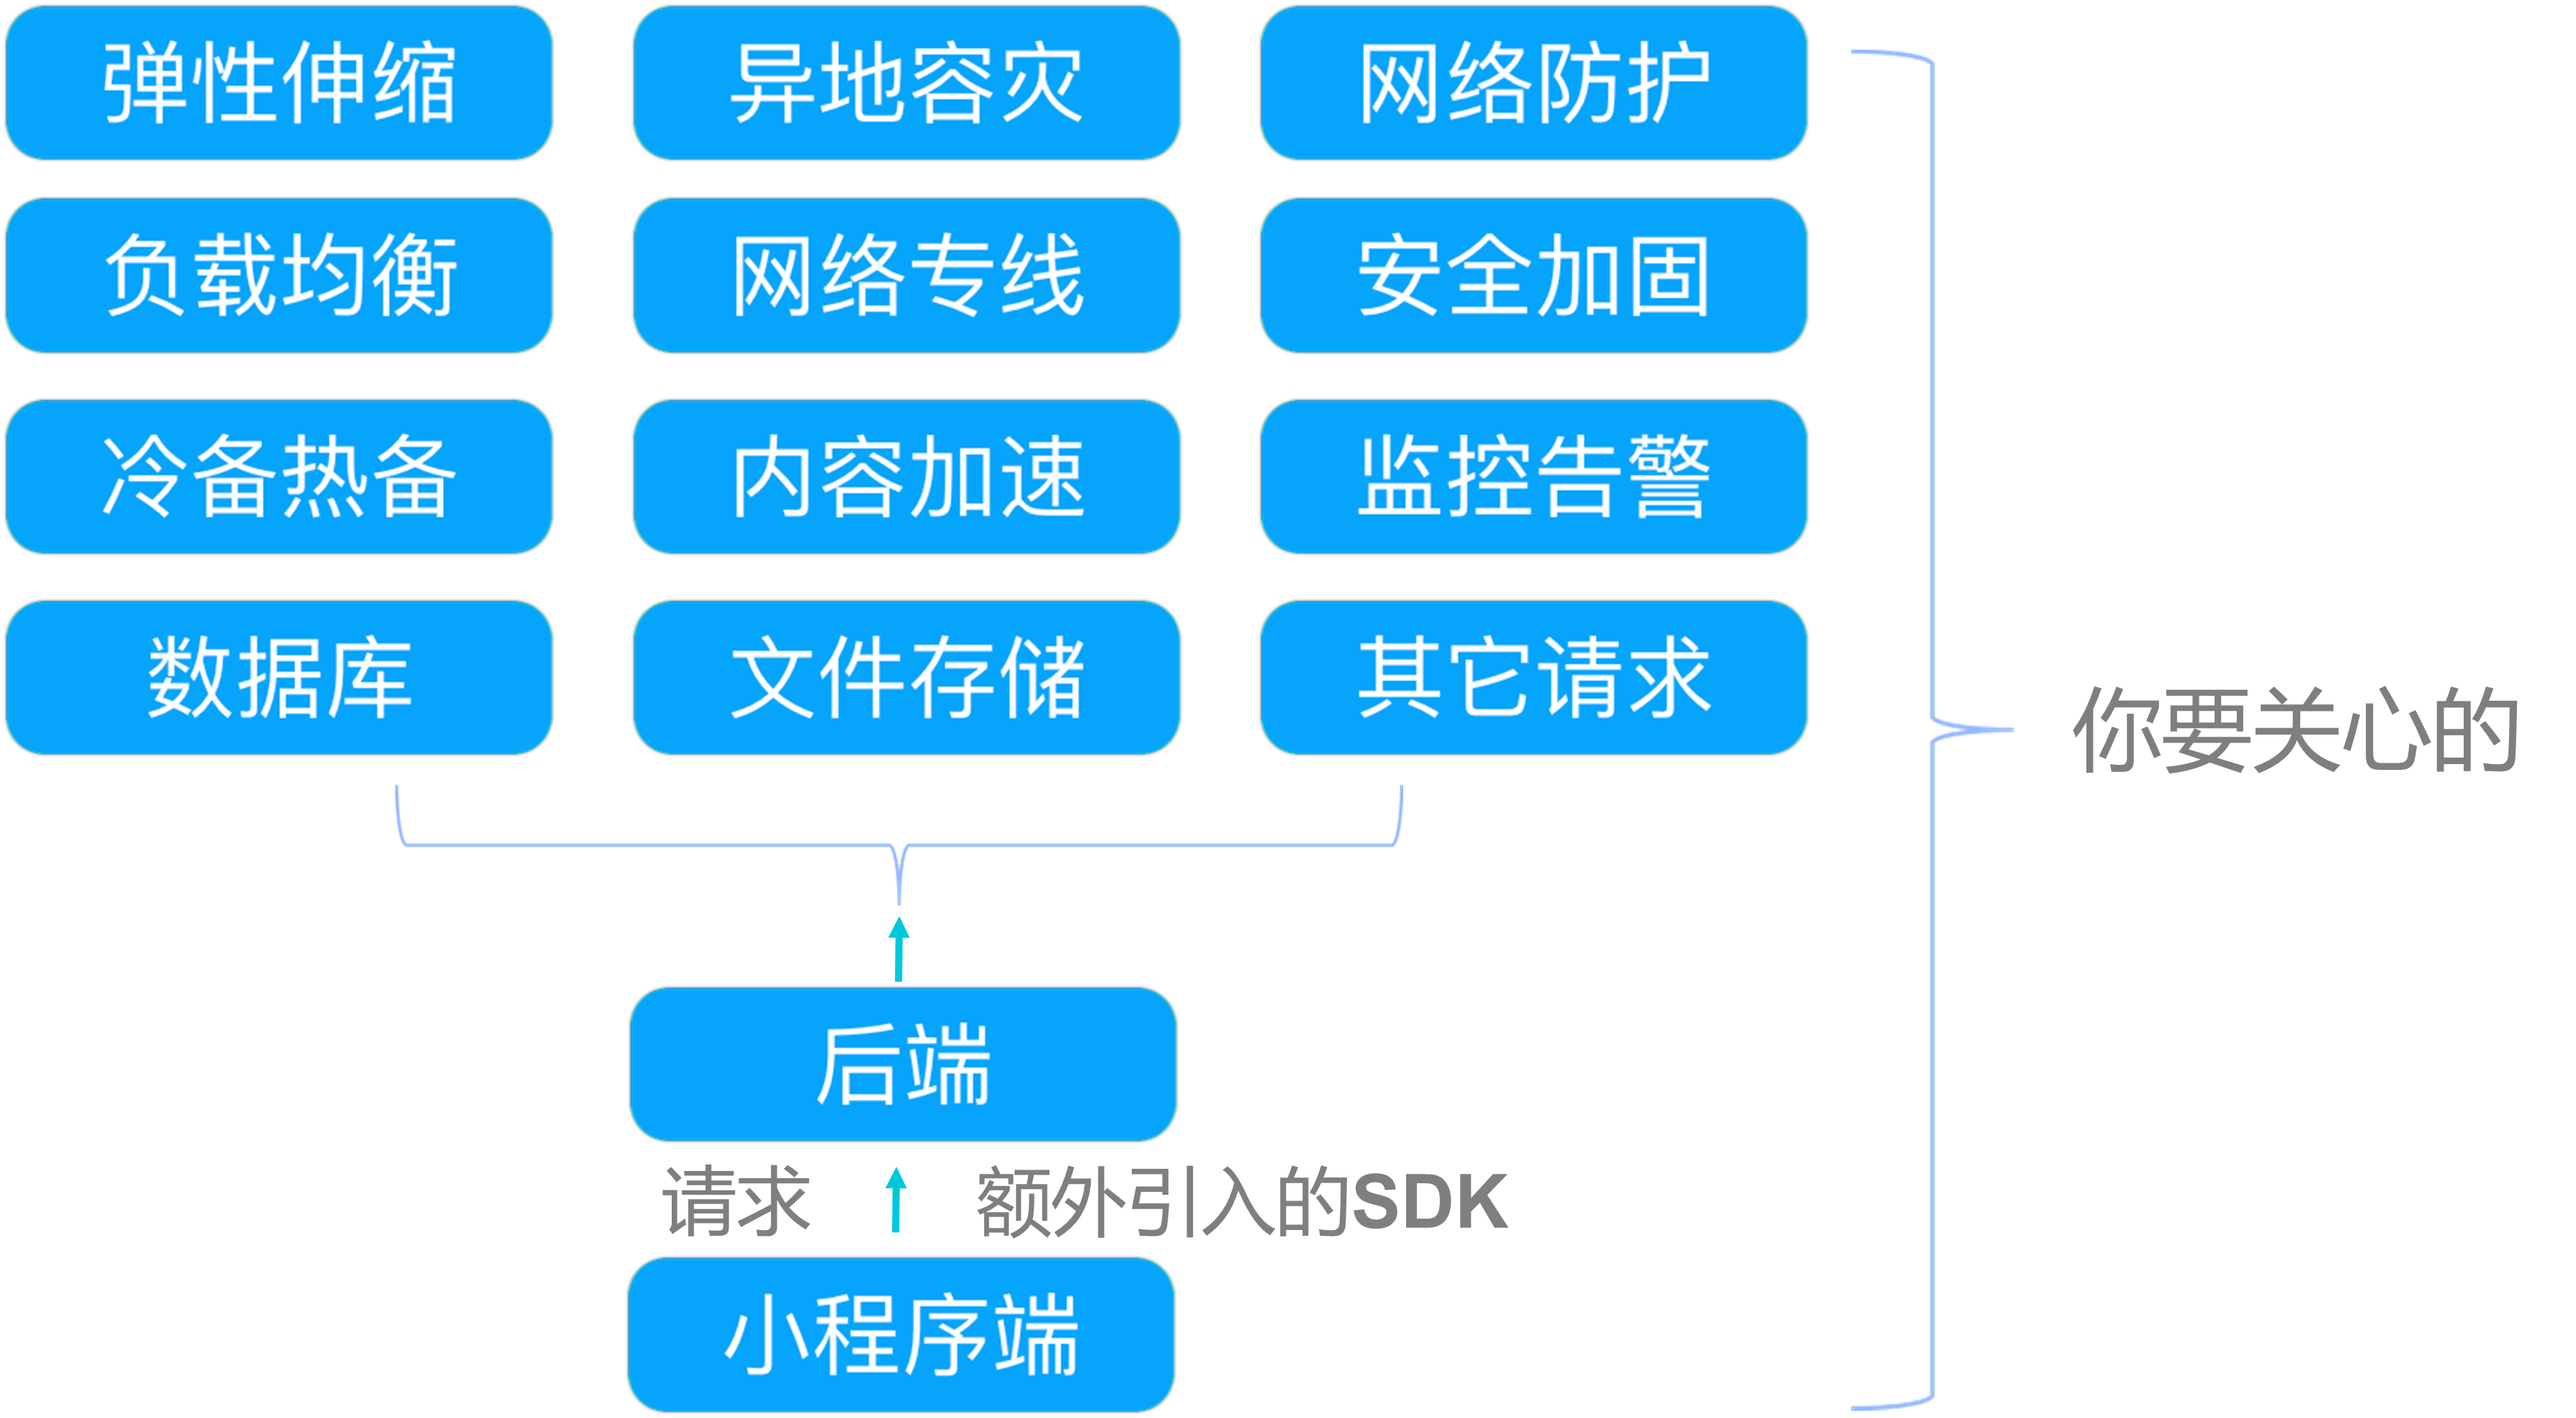 弹性伸缩 异地容灾 网络防护
负载均衡 网络专线 安全加固
冷备热备 内容加速 监控告警
数据库 文件存储 其它请求
你要关心的
后端
请求 额外引入的SDK
小程序端